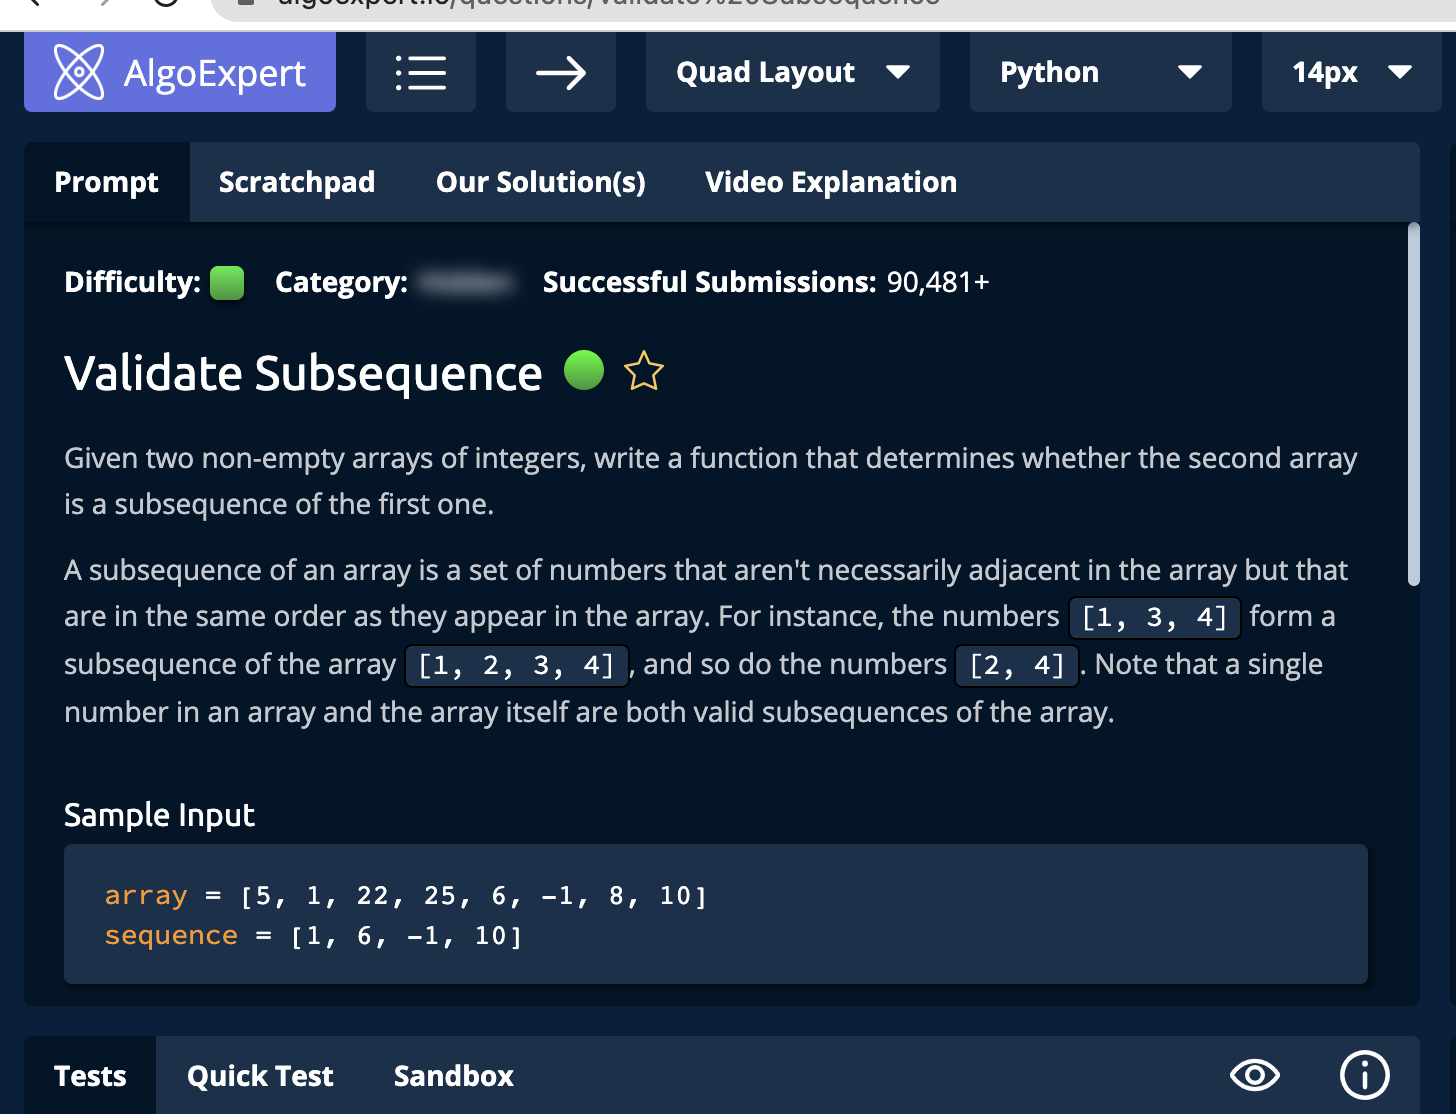 AlgoExpert
Quad Layout
Python
14px
Prompt
Scratchpad
Our Solution(s)
Video Explanation
Difficulty: Category: Successful Submissions: 90,481+
Validate Subsequence
Given two non-empty arrays of integers, write a function that determines whether the second array
is a subsequence of the first one.
A subsequence of an array is a set of numbers that aren't necessarily adjacent in the array but that
are in the same order as they appear in the array. For instance, the numbers [1, 3, 4] form a
subsequence of the array [1, 2, 3, 4], and so do the numbers [2, 4]. Note that a single
number in an array and the array itself are both valid subsequences of the array.
Sample Input
array = [5, 1, 22, 25, 6, -1, 8, 10]
sequence = [1, 6, -1, 10]
Tests
Quick Test
Sandbox